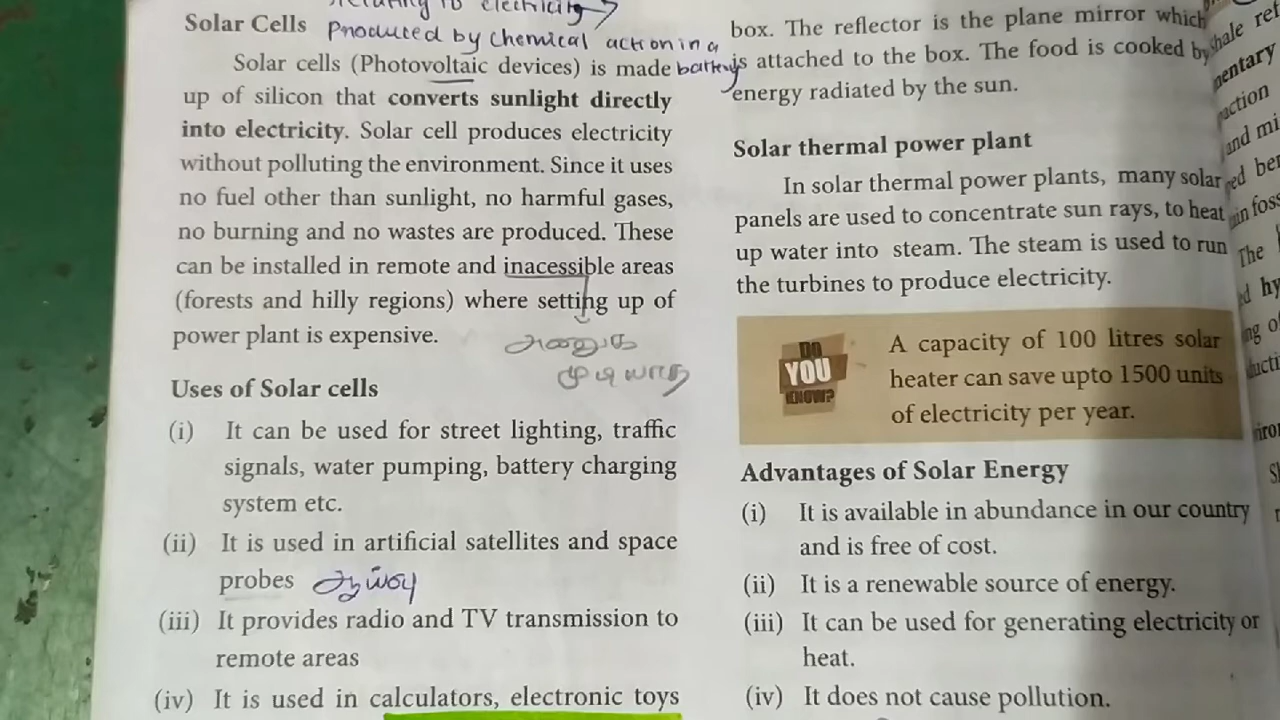 relating to electricity
Solar Cells produced by chemical action in a
battery
Solar cells (Photovoltaic devices) is made
up of silicon that converts sunlight directly
into electricity. Solar cell produces electricity
without polluting the environment. Since it uses
no fuel other than sunlight, no harmful gases,
no burning and no wastes are produced. These
can be installed in remote and inacessible areas
(forests and hilly regions) where setting up of
power plant is expensive.
அணுக
முடியாத
Uses of Solar cells
(i) It can be used for street lighting, traffic
signals, water pumping, battery charging
system etc.
(ii) It is used in artificial satellites and space
probes ஆய்வு
(iii) It provides radio and TV transmission to
remote areas
(iv) It is used in calculators, electronic toys
box. The reflector is the plane mirror which
is attached to the box. The food is cooked by
energy radiated by the sun.
Solar thermal power plant
In solar thermal power plants, many solar
panels are used to concentrate sun rays, to heat
up water into steam. The steam is used to run
the turbines to produce electricity.
DO
YOU
KNOW?
A capacity of 100 litres solar
heater can save upto 1500 units
of electricity per year.
Advantages of Solar Energy
(i) It is available in abundance in our country
and is free of cost.
(ii) It is a renewable source of energy.
(iii) It can be used for generating electricity or
heat.
(iv) It does not cause pollution.